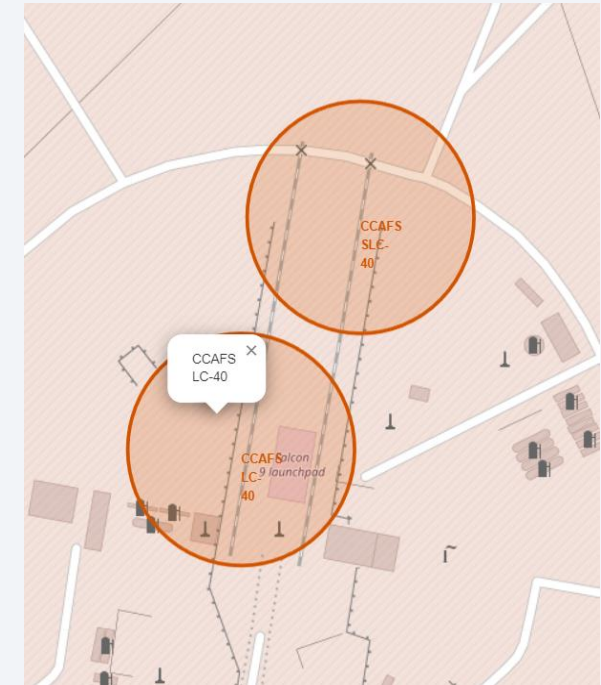 CCAFS
SLC-
40
CCAFS
LC-40
×
CCAFS
LC-
40
Falcon
9 launchpad